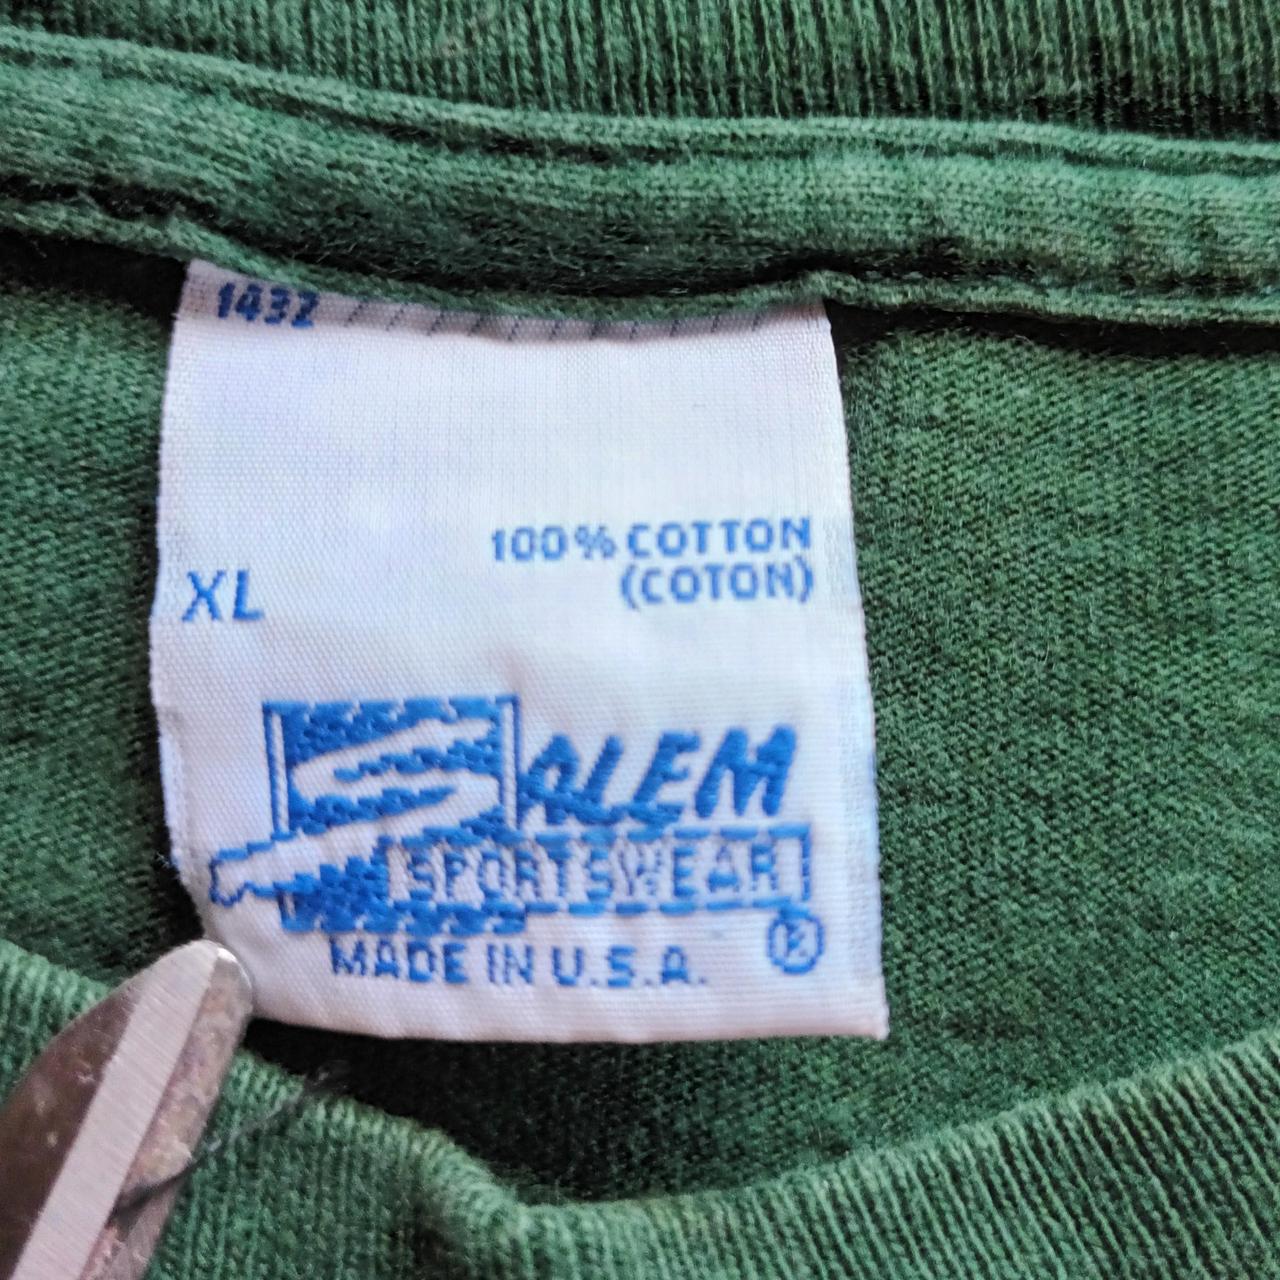 1432
100% COTTON
(COTON)
XL
SALEM
SPORTSWEAR
MADE IN U.S.A. ®